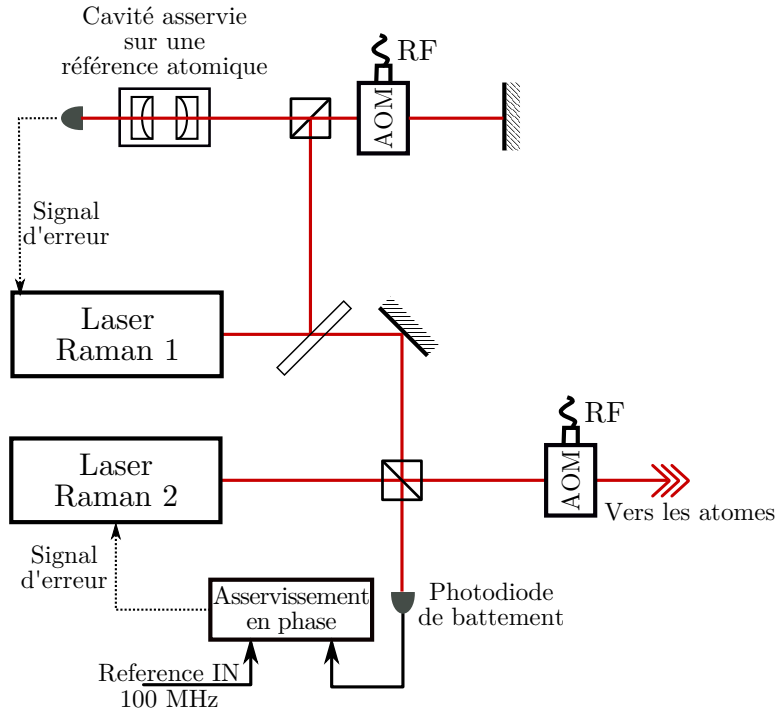 Cavité asservie
sur une
référence atomique
RF
AOM
Signal
d'erreur
Laser
Raman 1
RF
Laser
Raman 2
AOM
Vers les atomes
Signal
d'erreur
Asservissement
en phase
Photodiode
de battement
Reference IN
100 MHz